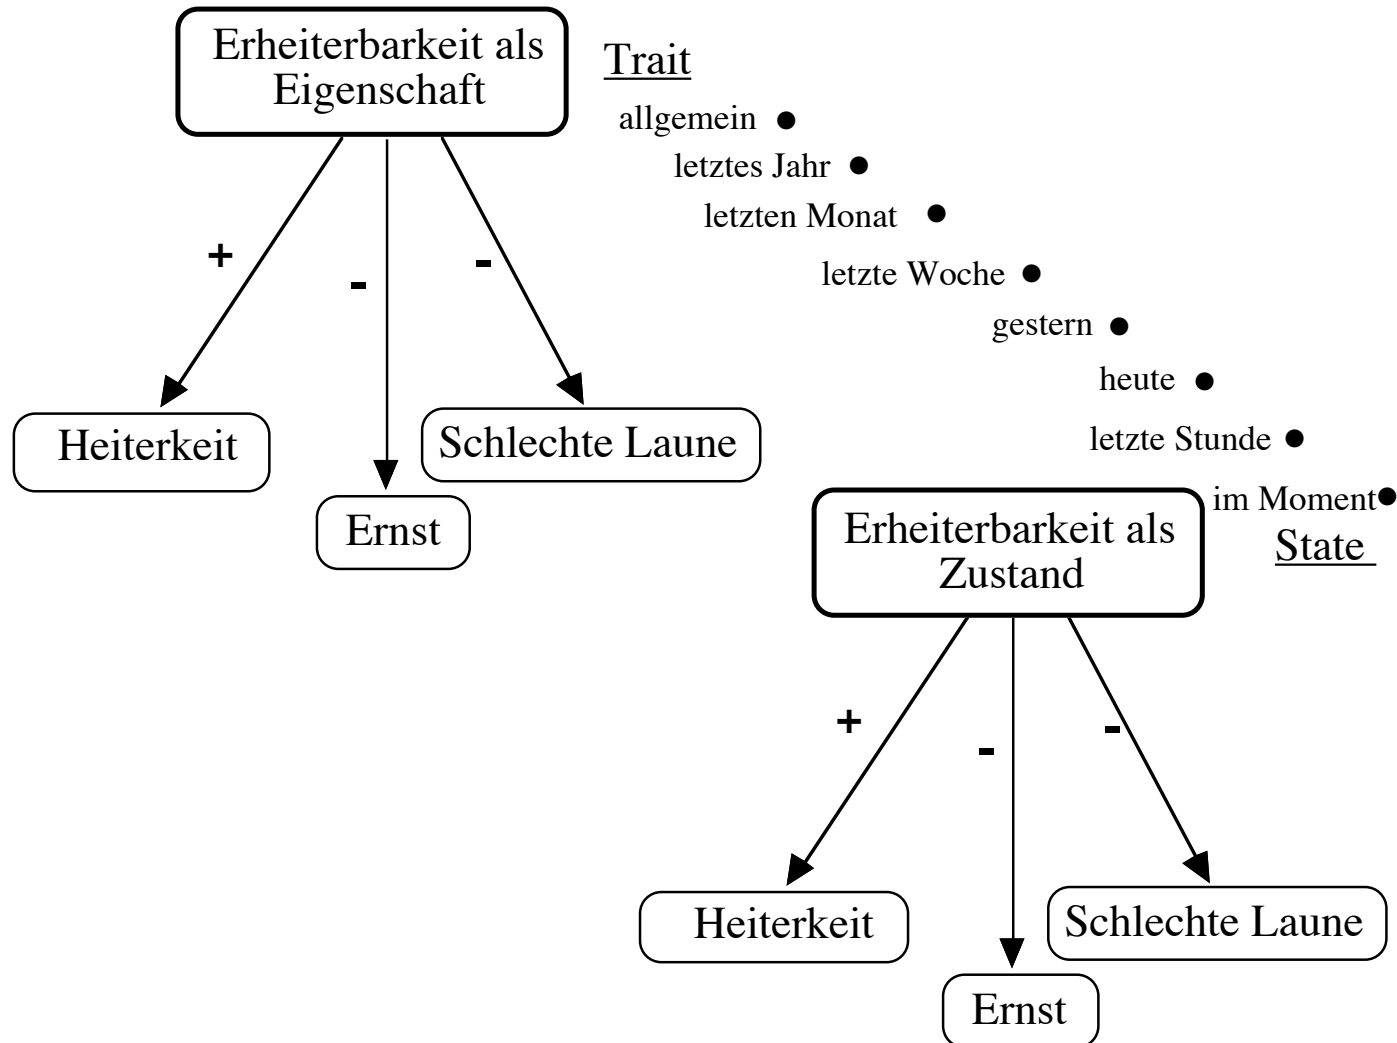 Erheiterbarkeit als
Eigenschaft
Trait
allgemein
letztes Jahr
letzten Monat
letzte Woche
gestern
heute
letzte Stunde
im Moment
State
+
-
-
Heiterkeit
Ernst
Schlechte Laune
Erheiterbarkeit als
Zustand
+
-
-
Heiterkeit
Ernst
Schlechte Laune